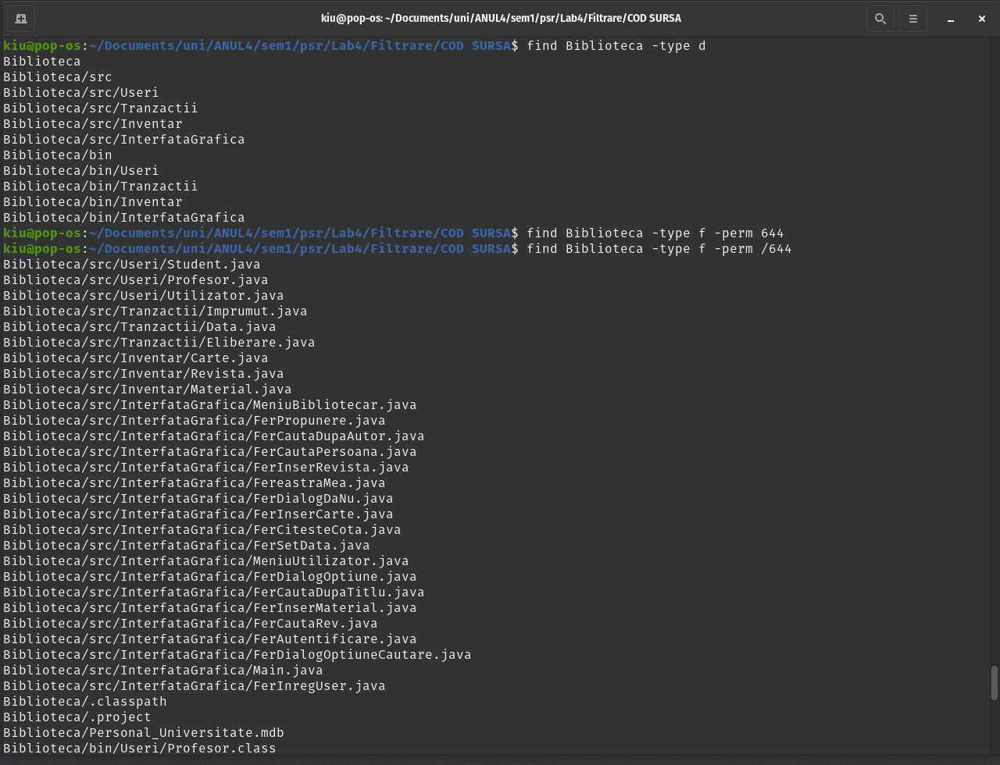 kiu@pop-os: ~/Documents/uni/ANUL4/sem1/psr/Lab4/Filtrare/COD SURSA
kiu@pop-os:~/Documents/uni/ANUL4/sem1/psr/Lab4/Filtrare/COD SURSA$ find Biblioteca -type d
Biblioteca
Biblioteca/src
Biblioteca/src/Useri
Biblioteca/src/Tranzactii
Biblioteca/src/Inventar
Biblioteca/src/InterfataGrafica
Biblioteca/bin
Biblioteca/bin/Useri
Biblioteca/bin/Tranzactii
Biblioteca/bin/Inventar
Biblioteca/bin/InterfataGrafica
kiu@pop-os:~/Documents/uni/ANUL4/sem1/psr/Lab4/Filtrare/COD SURSA$ find Biblioteca -type f -perm 644
kiu@pop-os:~/Documents/uni/ANUL4/sem1/psr/Lab4/Filtrare/COD SURSA$ find Biblioteca -type f -perm /644
Biblioteca/src/Useri/Student.java
Biblioteca/src/Useri/Profesor.java
Biblioteca/src/Useri/Utilizator.java
Biblioteca/src/Tranzactii/Imprumut.java
Biblioteca/src/Tranzactii/Data.java
Biblioteca/src/Tranzactii/Eliberare.java
Biblioteca/src/Inventar/Carte.java
Biblioteca/src/Inventar/Revista.java
Biblioteca/src/Inventar/Material.java
Biblioteca/src/InterfataGrafica/MeniuBibliotecar.java
Biblioteca/src/InterfataGrafica/FerPropunere.java
Biblioteca/src/InterfataGrafica/FerCautaDupaAutor.java
Biblioteca/src/InterfataGrafica/FerCautaPersoana.java
Biblioteca/src/InterfataGrafica/FerInserRevista.java
Biblioteca/src/InterfataGrafica/FereastraMea.java
Biblioteca/src/InterfataGrafica/FerDialogDaNu.java
Biblioteca/src/InterfataGrafica/FerInserCarte.java
Biblioteca/src/InterfataGrafica/FerCitesteCota.java
Biblioteca/src/InterfataGrafica/FerSetData.java
Biblioteca/src/InterfataGrafica/MeniuUtilizator.java
Biblioteca/src/InterfataGrafica/FerDialogOptiune.java
Biblioteca/src/InterfataGrafica/FerCautaDupaTitlu.java
Biblioteca/src/InterfataGrafica/FerInserMaterial.java
Biblioteca/src/InterfataGrafica/FerCautaRev.java
Biblioteca/src/InterfataGrafica/FerAutentificare.java
Biblioteca/src/InterfataGrafica/FerDialogOptiuneCautare.java
Biblioteca/src/InterfataGrafica/Main.java
Biblioteca/src/InterfataGrafica/FerInregUser.java
Biblioteca/.classpath
Biblioteca/.project
Biblioteca/Personal_Universitate.mdb
Biblioteca/bin/Useri/Profesor.class